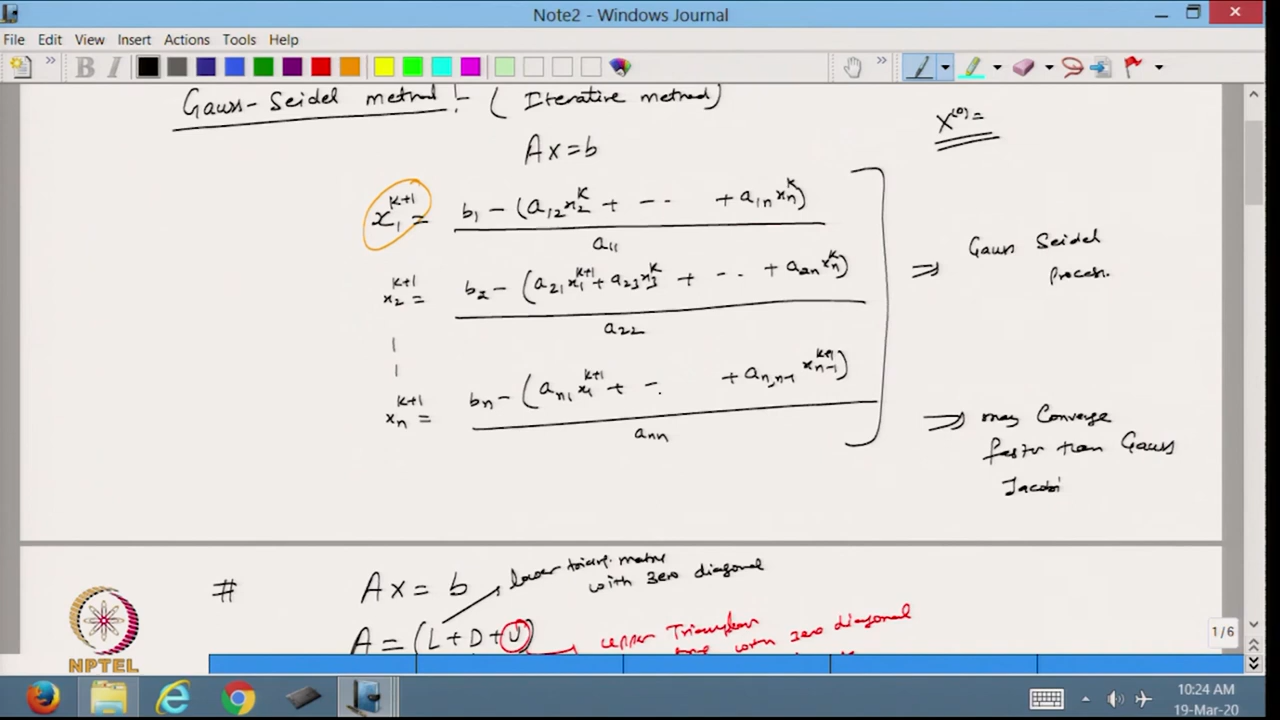 Note2 - Windows Journal
File Edit View Insert Actions Tools Help
Gauss-Seidel method :- ( Iterative method)
X^(0) =
Ax = b
x_1^{k+1} = b_1 - (a_12 x_2^k + -.. + a_1n x_n^k) / a_11
x_2^{k+1} = b_2 - (a_21 x_1^{k+1} + a_23 x_3^k + -.. + a_2n x_n^k) / a_22
x_n^{k+1} = b_n - (a_n1 x_1^{k+1} + -.. + a_n,n-1 x_{n-1}^{k+1}) / a_nn
⇒ Gauss Seidel
process.
⇒ may Converge
faster than Gauss
Jacobi
# Ax = b
lower triang. matrix
with zero diagonal
A = (L + D + U)
upper Triangular
with zero diagonal
1/6
NPTEL
10:24 AM
19-Mar-20